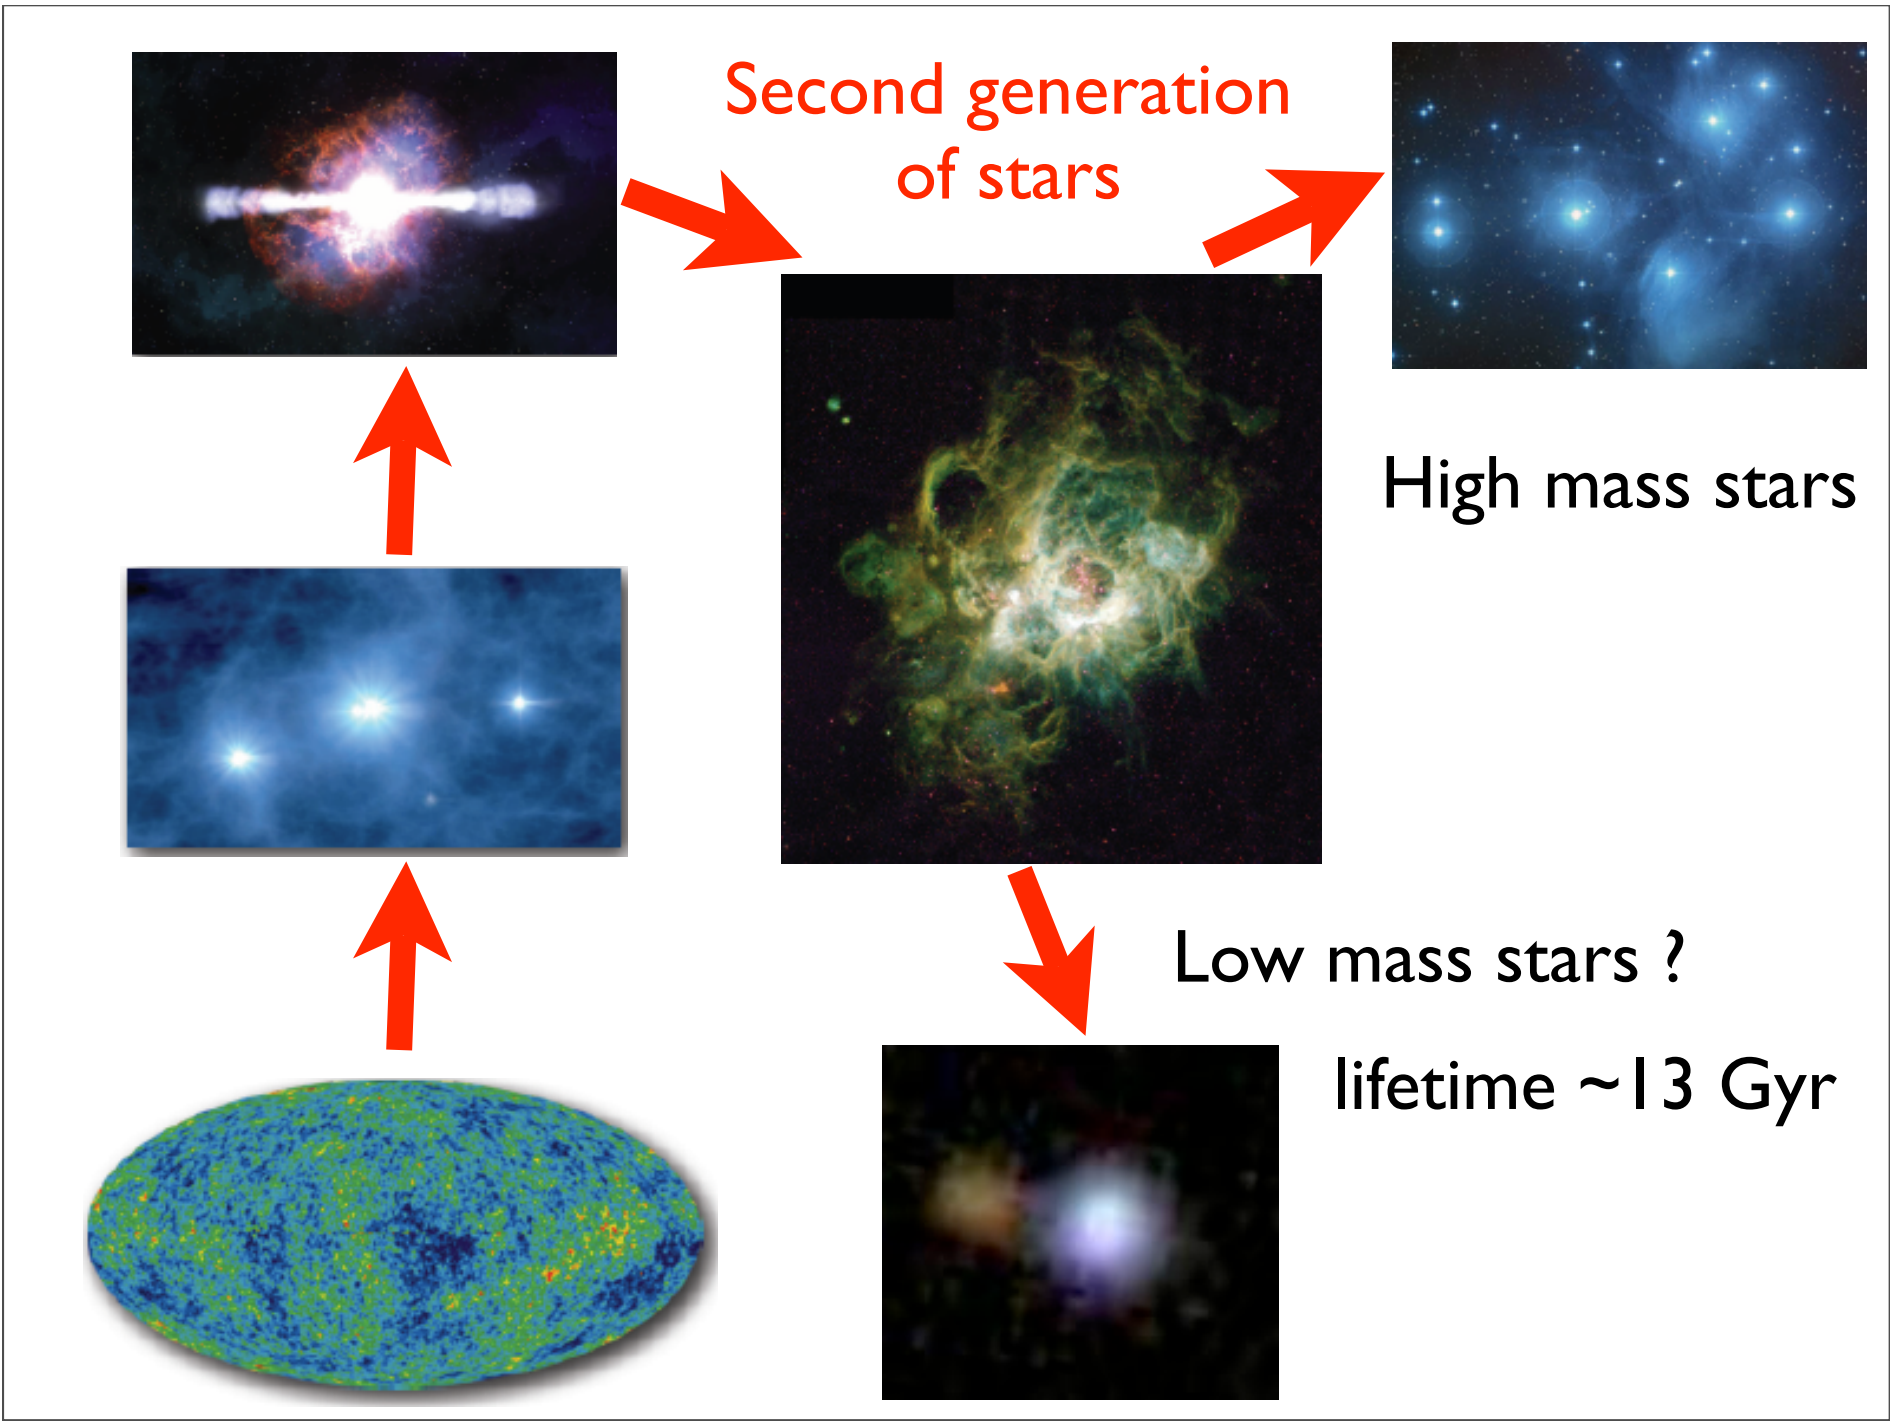 Second generation
of stars
High mass stars
Low mass stars ?
lifetime ~13 Gyr